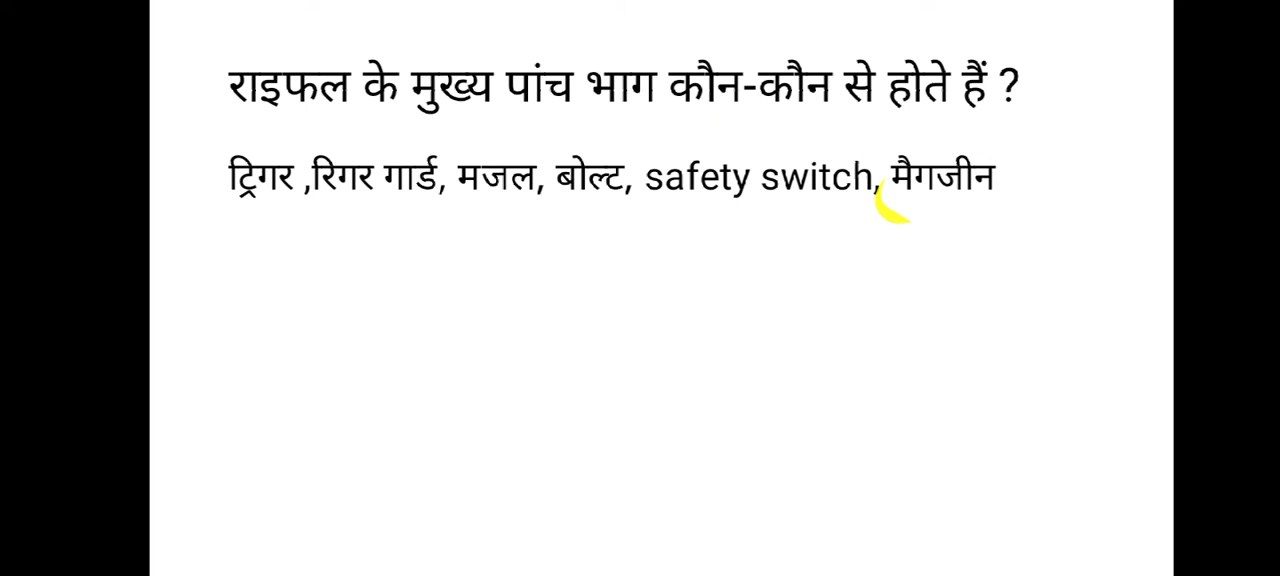 राइफल के मुख्य पांच भाग कौन-कौन से होते हैं ?
ट्रिगर ,रिगर गार्ड, मजल, बोल्ट, safety switch, मैगजीन